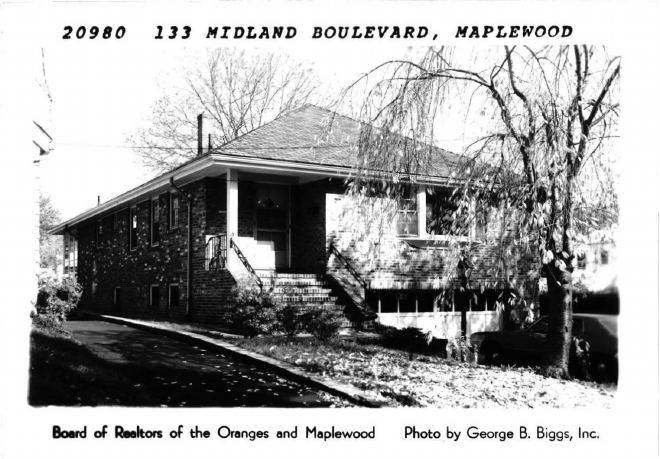 20980 133 MIDLAND BOULEVARD, MAPLEWOOD
Board of Realtors of the Oranges and Maplewood Photo by George B. Biggs, Inc.